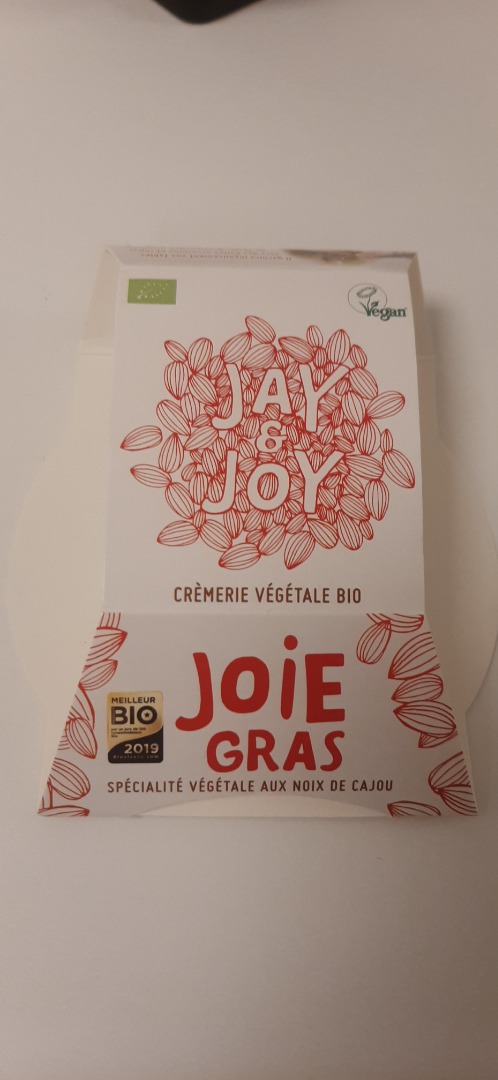 Vegan
JAY
&
JOY
CRÈMERIE VÉGÉTALE BIO
JOiE
GRAS
MEILLEUR
BIO
2019
SPÉCIALITÉ VÉGÉTALE AUX NOIX DE CAJOU